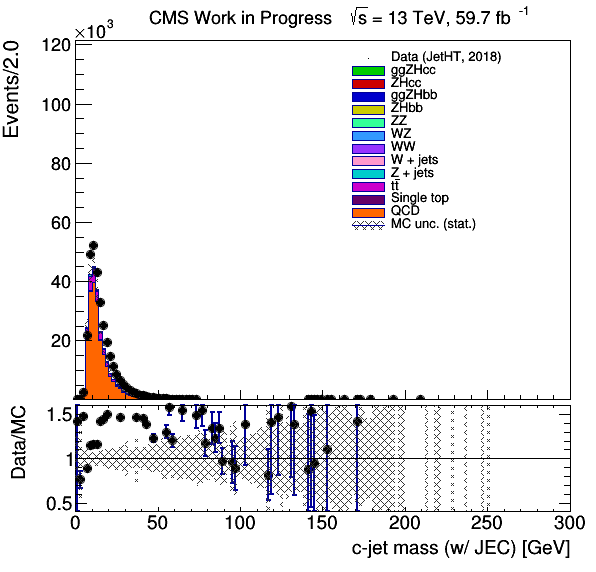 CMS Work in Progress √s = 13 TeV, 59.7 fb⁻¹
×10³
Events/2.0
120
100
80
60
40
20
Data (JetHT, 2018)
ggZHcc
ZHcc
ggZHbb
ZHbb
ZZ
WZ
WW
W + jets
Z + jets
tt̄
Single top
QCD
MC unc. (stat.)
Data/MC
1.5
1
0.5
0 50 100 150 200 250 300
c-jet mass (w/ JEC) [GeV]